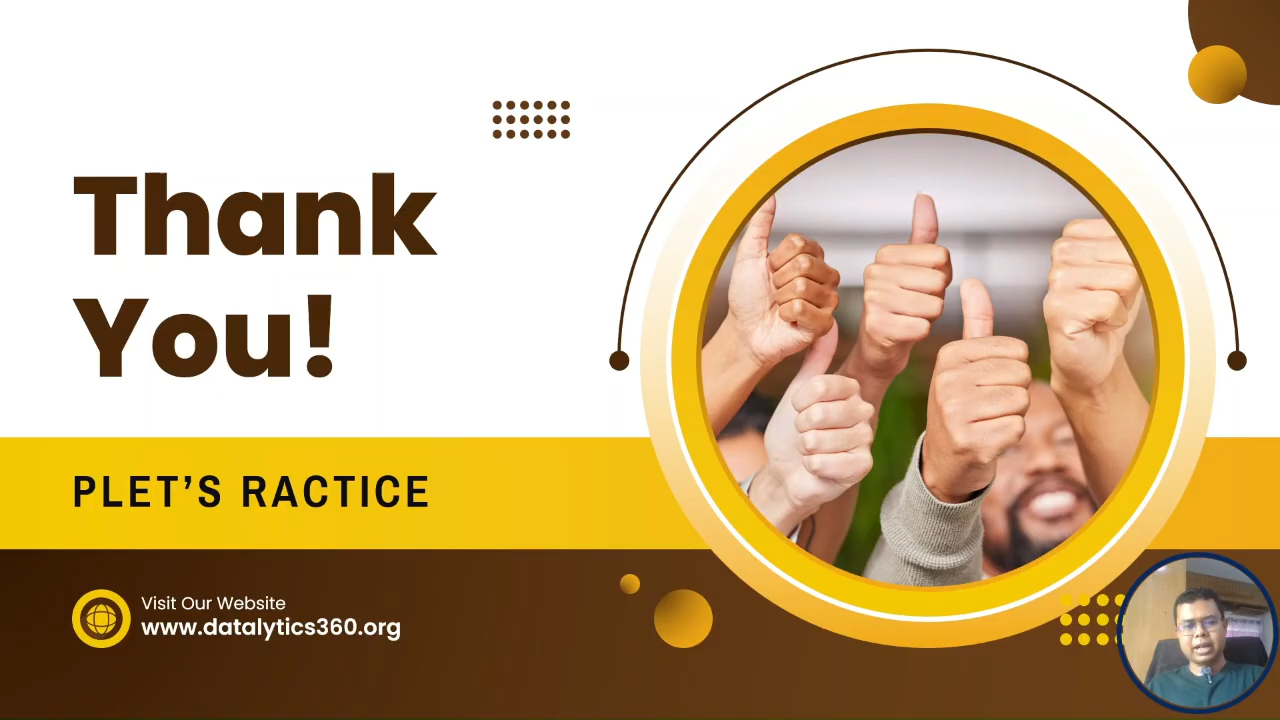 Thank
You!
PLET'S RACTICE
Visit Our Website
www.datalytics360.org